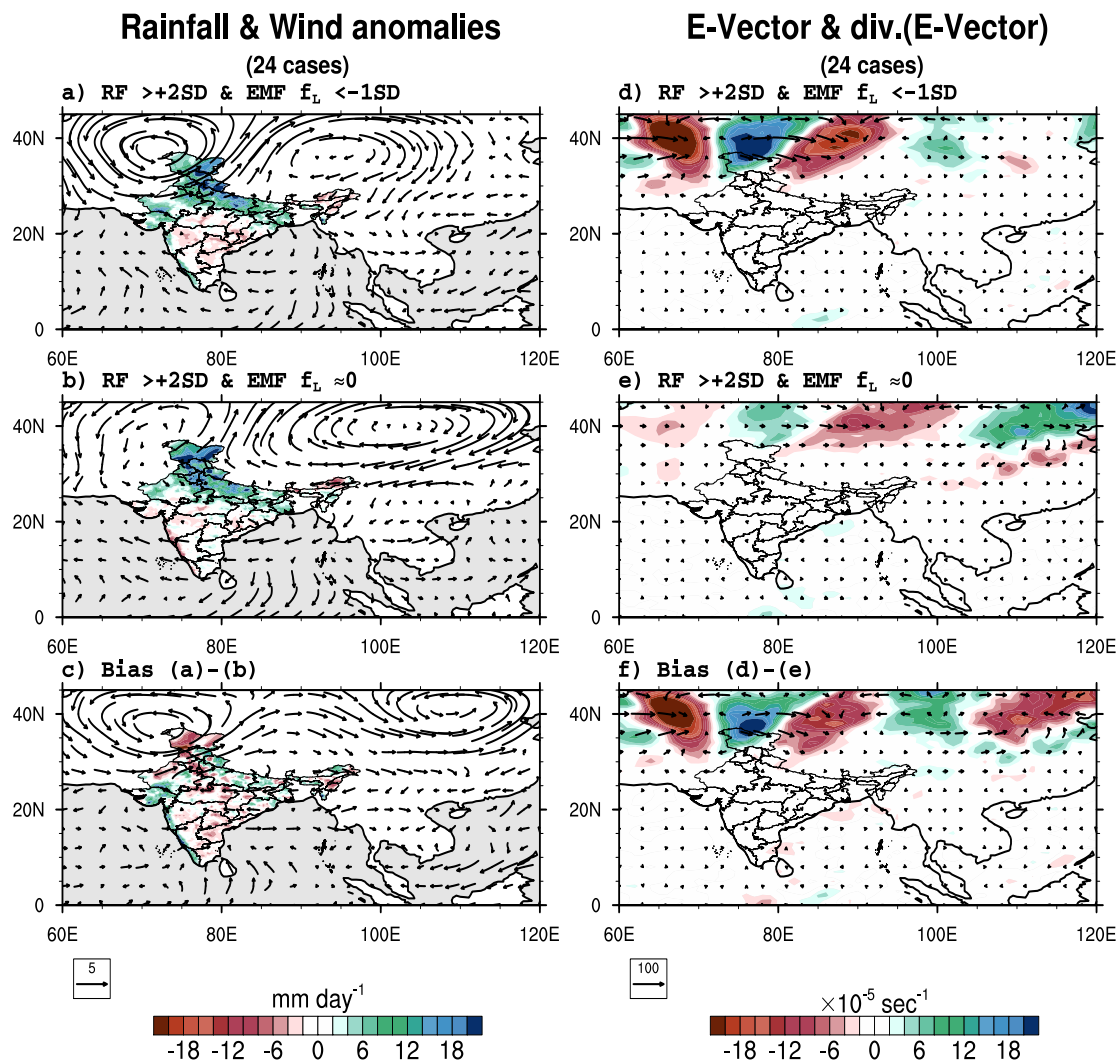 Rainfall & Wind anomalies
(24 cases)
a) RF >+2SD & EMF f_L <-1SD
40N
20N
0
60E 80E 100E 120E
b) RF >+2SD & EMF f_L ≈0
40N
20N
0
60E 80E 100E 120E
c) Bias (a)-(b)
40N
20N
0
60E 80E 100E 120E
5
mm day⁻¹
-18 -12 -6 0 6 12 18
E-Vector & div.(E-Vector)
(24 cases)
d) RF >+2SD & EMF f_L <-1SD
40N
20N
0
60E 80E 100E 120E
e) RF >+2SD & EMF f_L ≈0
40N
20N
0
60E 80E 100E 120E
f) Bias (d)-(e)
40N
20N
0
60E 80E 100E 120E
100
×10⁻⁵ sec⁻¹
-18 -12 -6 0 6 12 18